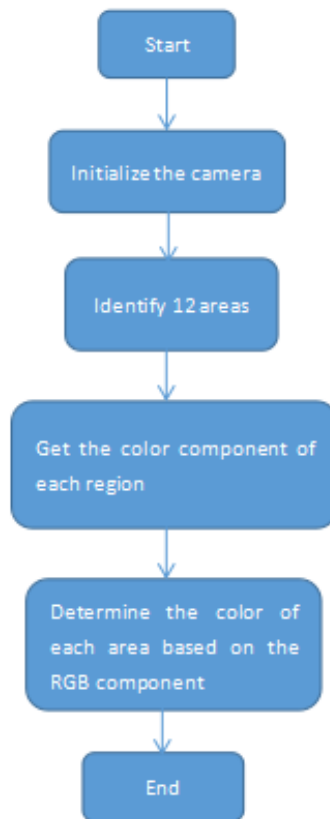 Start
Initialize the camera
Identify 12 areas
Get the color component of
each region
Determine the color of
each area based on the
RGB component
End